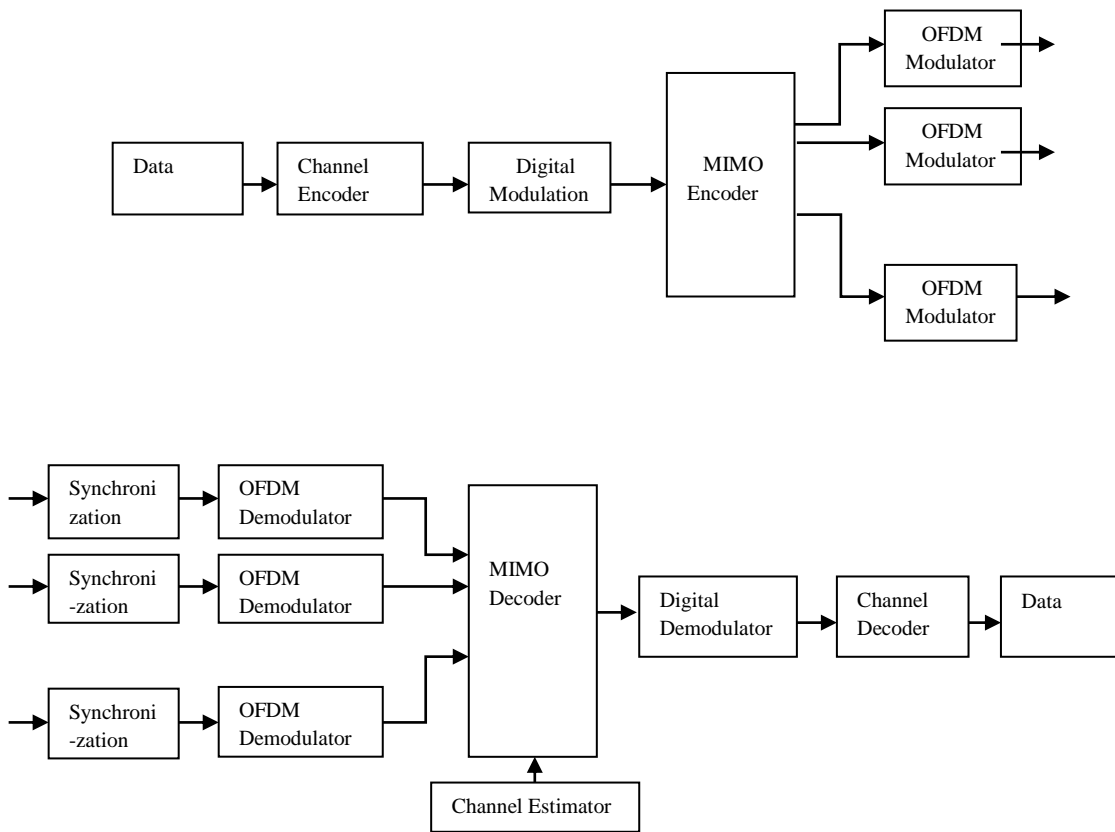 OFDM
Modulator
OFDM
Modulator
Data
Channel
Encoder
Digital
Modulation
MIMO
Encoder
OFDM
Modulator
Synchroni
zation
OFDM
Demodulator
Synchroni
-zation
OFDM
Demodulator
MIMO
Decoder
Digital
Demodulator
Channel
Decoder
Data
Synchroni
-zation
OFDM
Demodulator
Channel Estimator